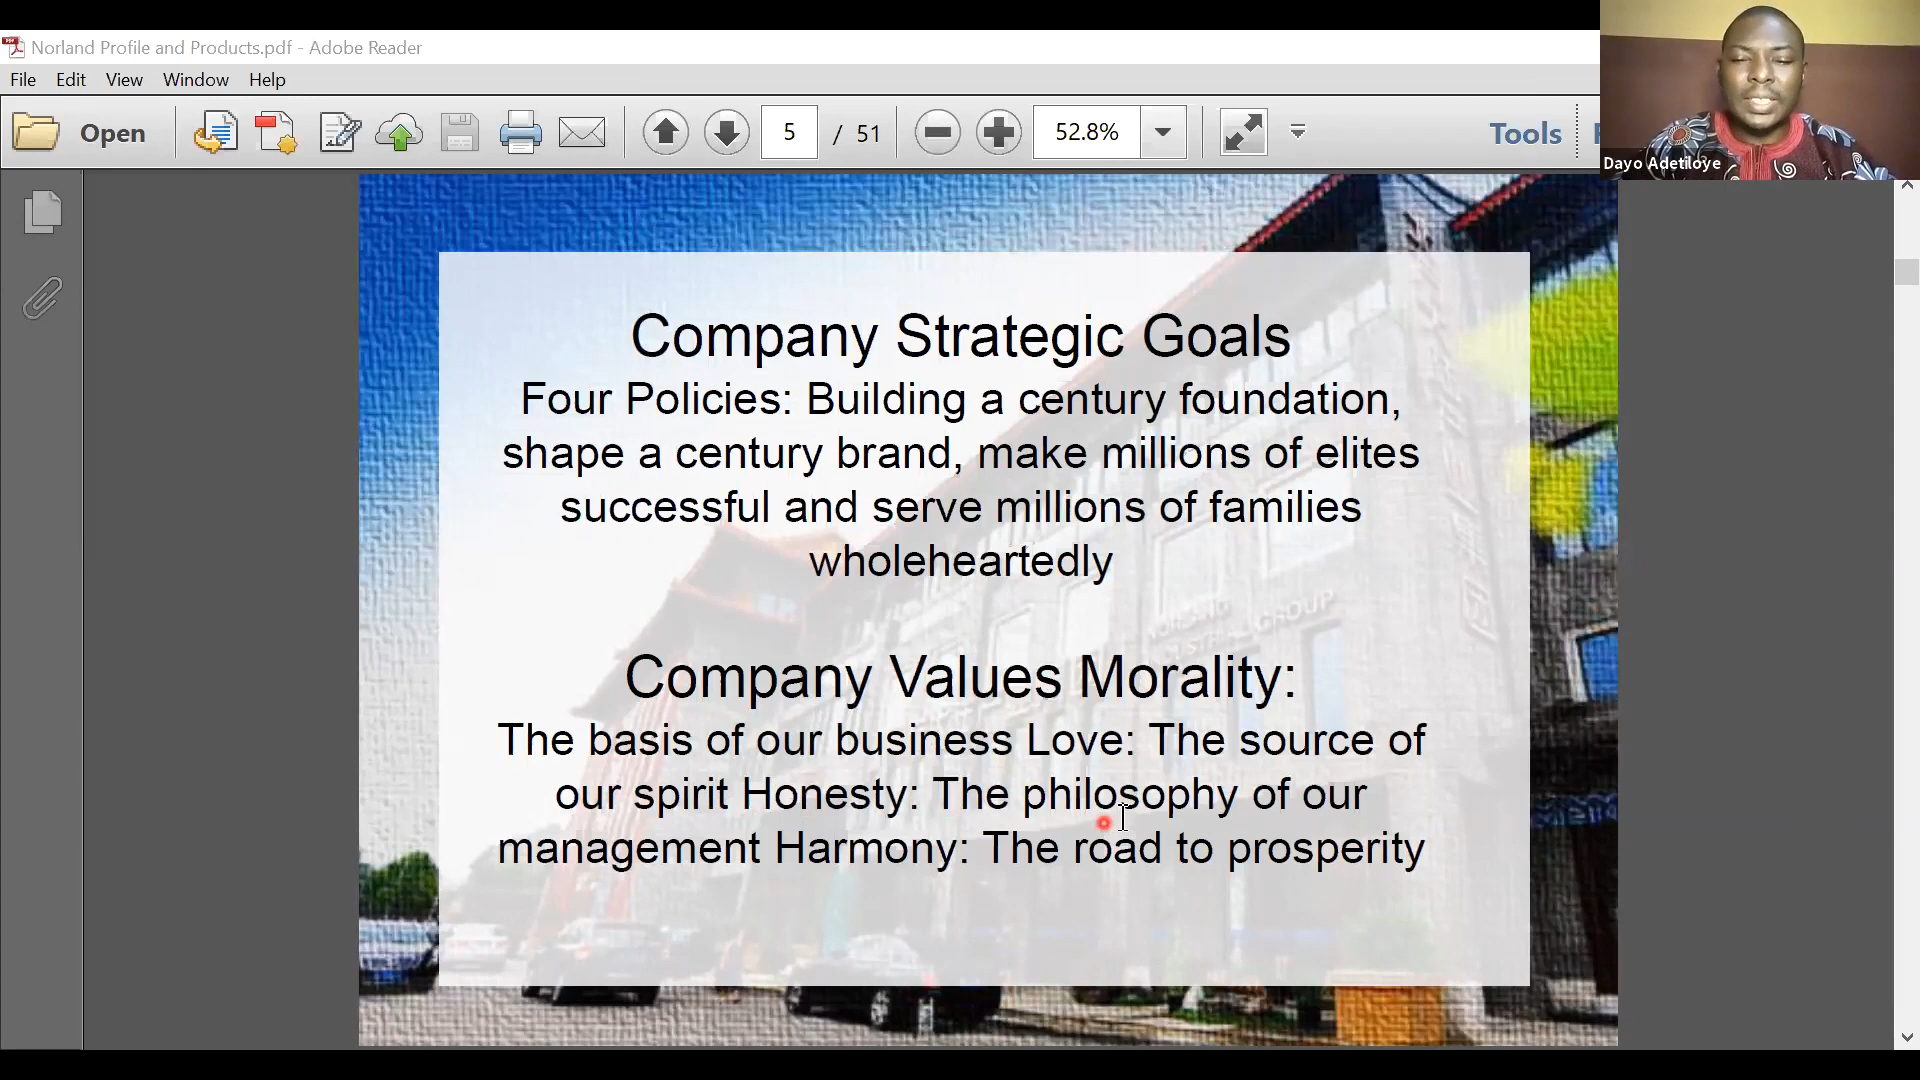 Norland Profile and Products.pdf - Adobe Reader
File Edit View Window Help
Open 5 / 51 52.8% Tools
Dayo Adetiloye
Company Strategic Goals
Four Policies: Building a century foundation,
shape a century brand, make millions of elites
successful and serve millions of families
wholeheartedly
NORLAND
INDUSTRIAL GROUP
Company Values Morality:
The basis of our business Love: The source of
our spirit Honesty: The philosophy of our
management Harmony: The road to prosperity